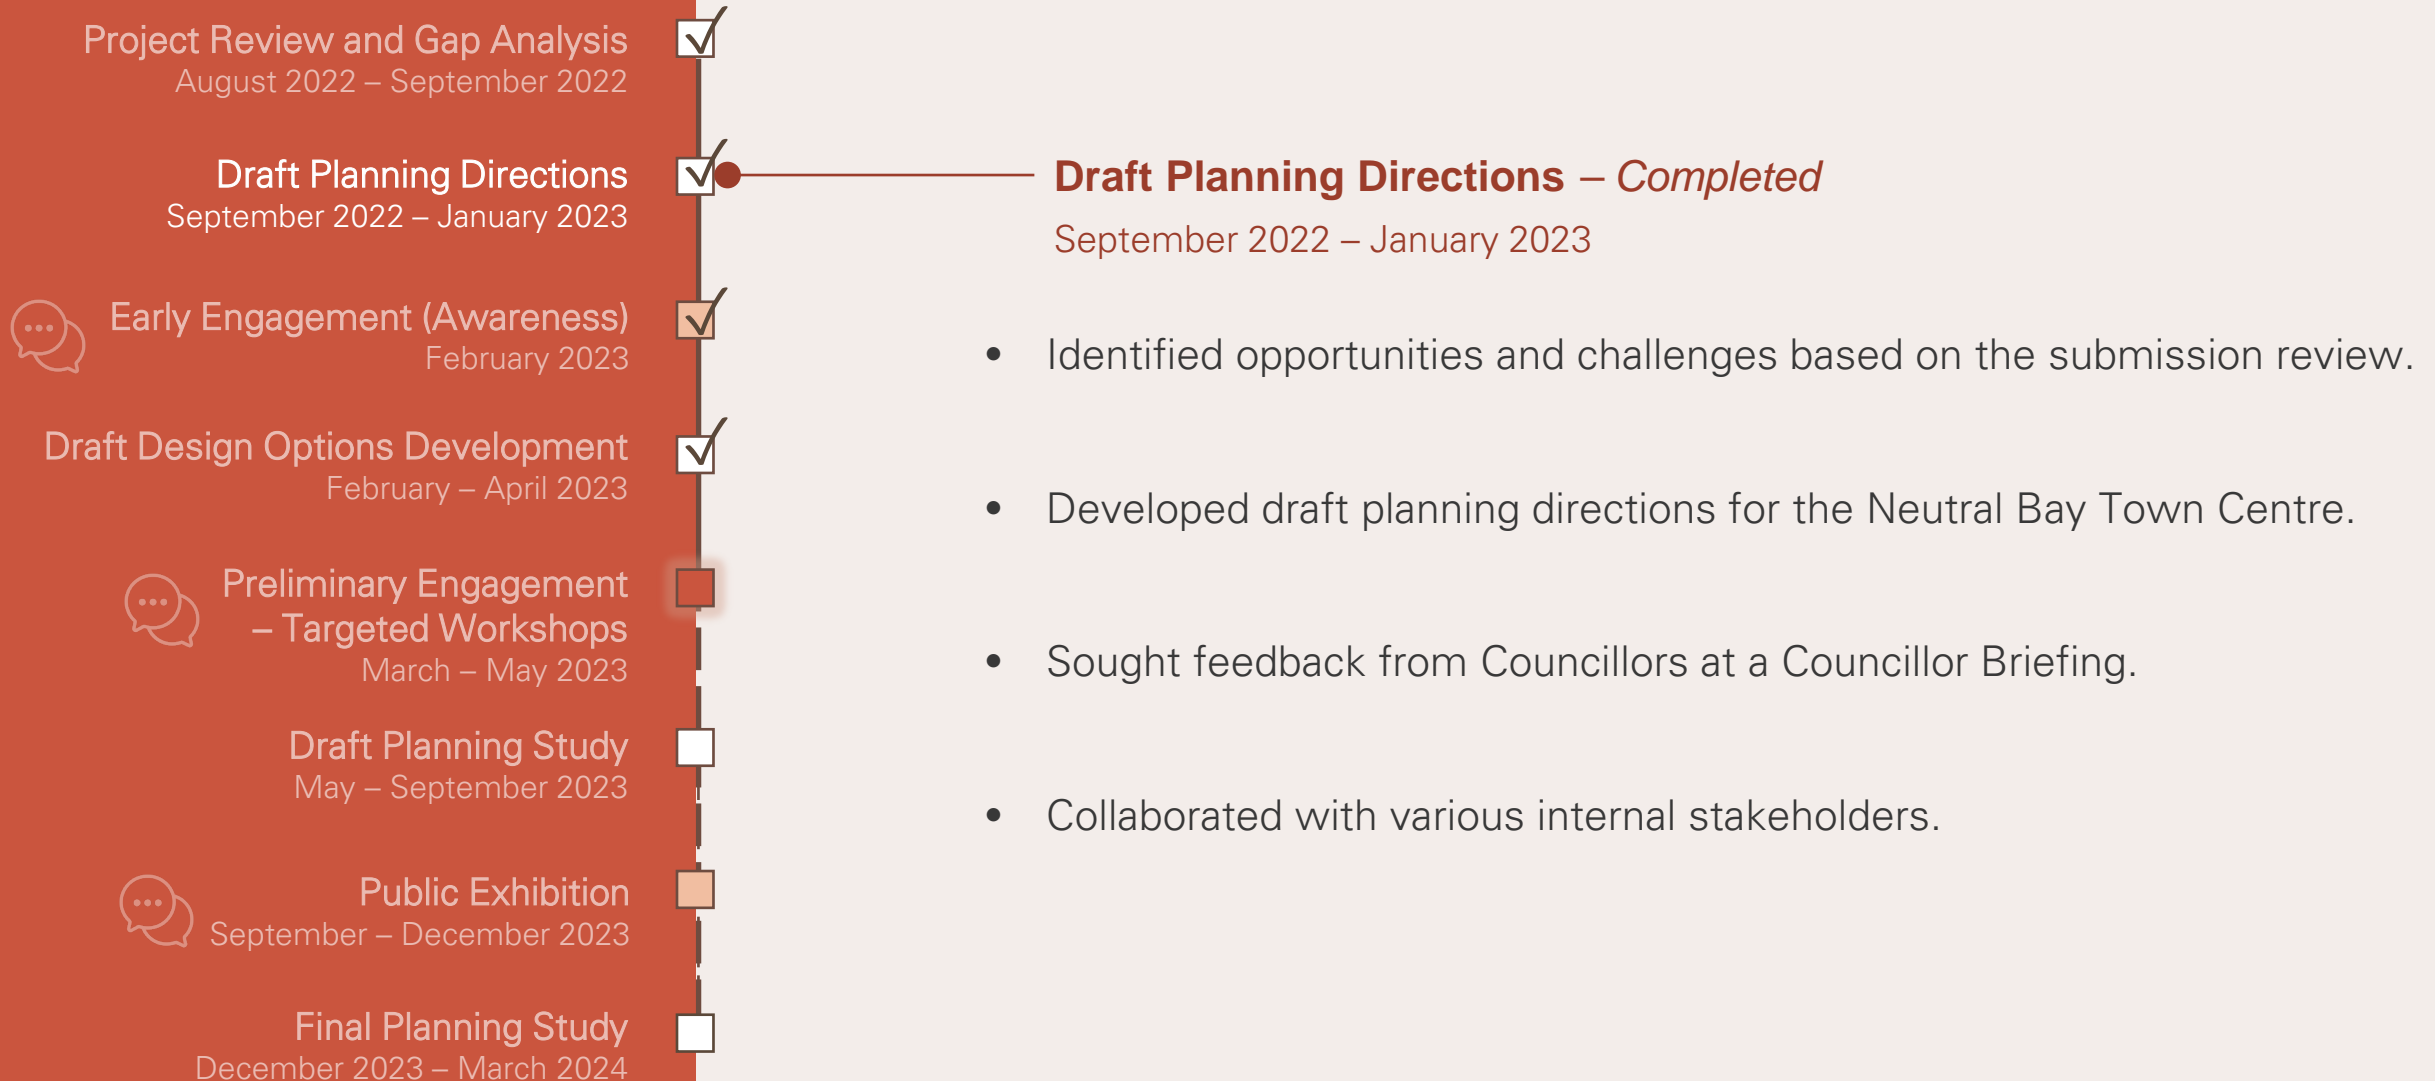 Project Review and Gap Analysis
August 2022 – September 2022
Draft Planning Directions
September 2022 – January 2023
Early Engagement (Awareness)
February 2023
Draft Design Options Development
February – April 2023
Preliminary Engagement
– Targeted Workshops
March – May 2023
Draft Planning Study
May – September 2023
Public Exhibition
September – December 2023
Final Planning Study
December 2023 – March 2024
Draft Planning Directions – Completed
September 2022 – January 2023
• Identified opportunities and challenges based on the submission review.
• Developed draft planning directions for the Neutral Bay Town Centre.
• Sought feedback from Councillors at a Councillor Briefing.
• Collaborated with various internal stakeholders.